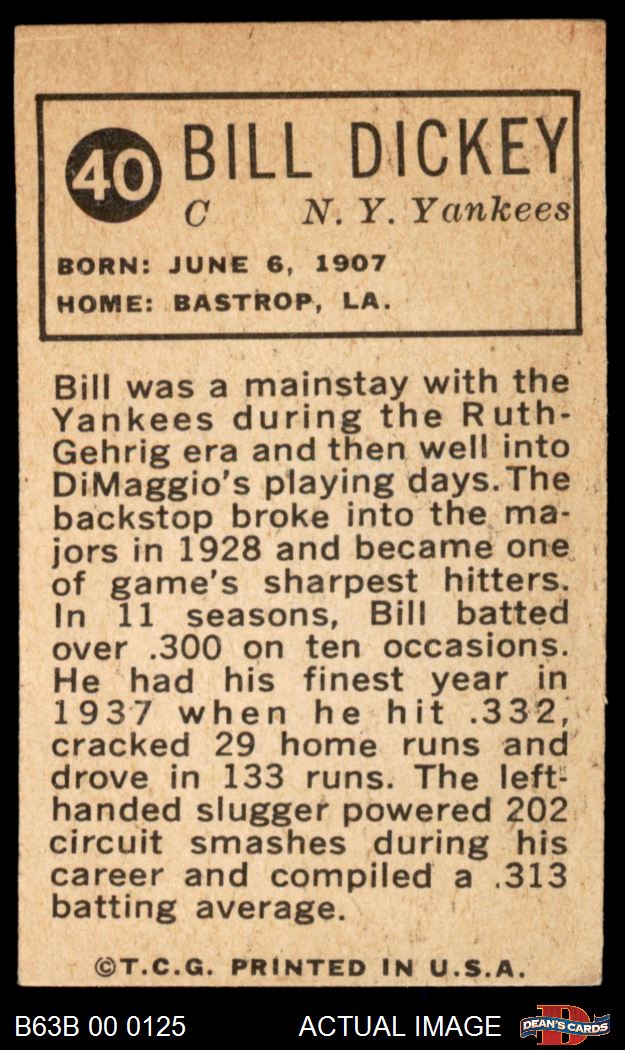 40
BILL DICKEY
C N. Y. Yankees
BORN: JUNE 6, 1907
HOME: BASTROP, LA.
Bill was a mainstay with the
Yankees during the Ruth-
Gehrig era and then well into
DiMaggio's playing days. The
backstop broke into the ma-
jors in 1928 and became one
of game's sharpest hitters.
In 11 seasons, Bill batted
over .300 on ten occasions.
He had his finest year in
1937 when he hit .332,
cracked 29 home runs and
drove in 133 runs. The left-
handed slugger powered 202
circuit smashes during his
career and compiled a .313
batting average.
©T.C.G. PRINTED IN U.S.A.
B63B 00 0125 ACTUAL IMAGE
D
DEAN'S CARDS